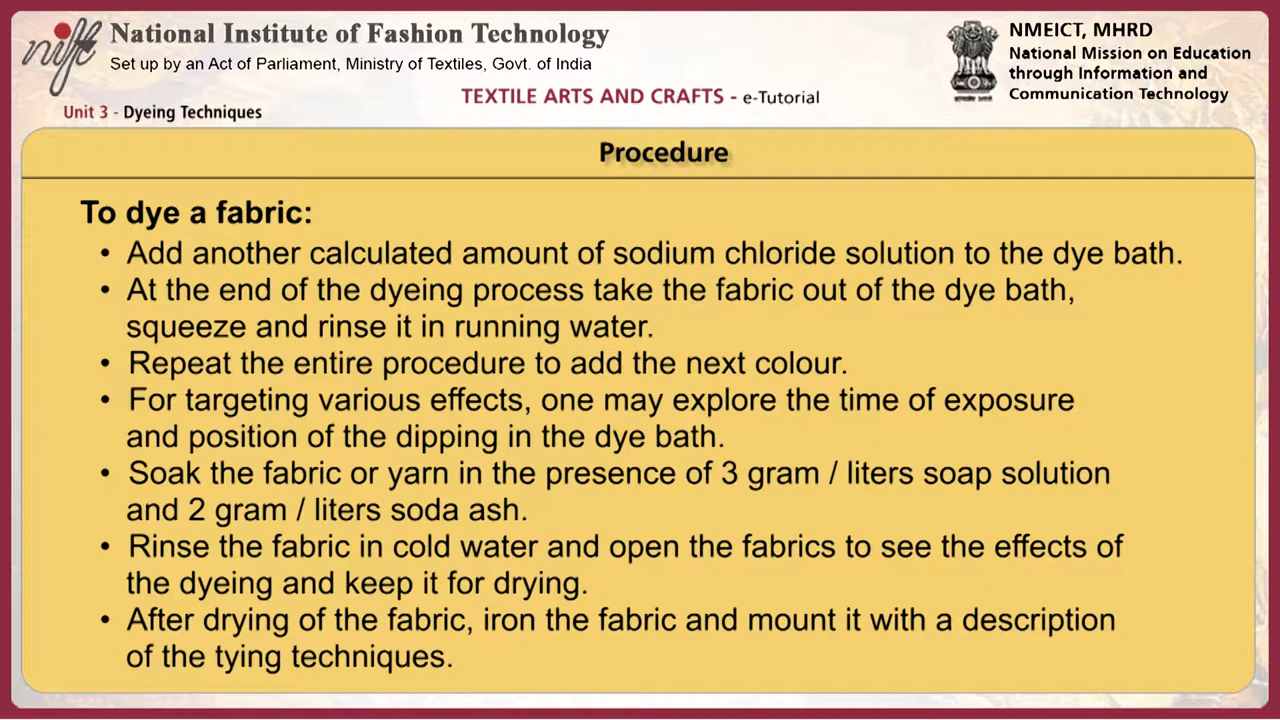 nift
National Institute of Fashion Technology
Set up by an Act of Parliament, Ministry of Textiles, Govt. of India
NMEICT, MHRD
National Mission on Education
through Information and
Communication Technology
TEXTILE ARTS AND CRAFTS - e-Tutorial
Unit 3 - Dyeing Techniques
Procedure
To dye a fabric:
• Add another calculated amount of sodium chloride solution to the dye bath.
• At the end of the dyeing process take the fabric out of the dye bath,
squeeze and rinse it in running water.
• Repeat the entire procedure to add the next colour.
• For targeting various effects, one may explore the time of exposure
and position of the dipping in the dye bath.
• Soak the fabric or yarn in the presence of 3 gram / liters soap solution
and 2 gram / liters soda ash.
• Rinse the fabric in cold water and open the fabrics to see the effects of
the dyeing and keep it for drying.
• After drying of the fabric, iron the fabric and mount it with a description
of the tying techniques.